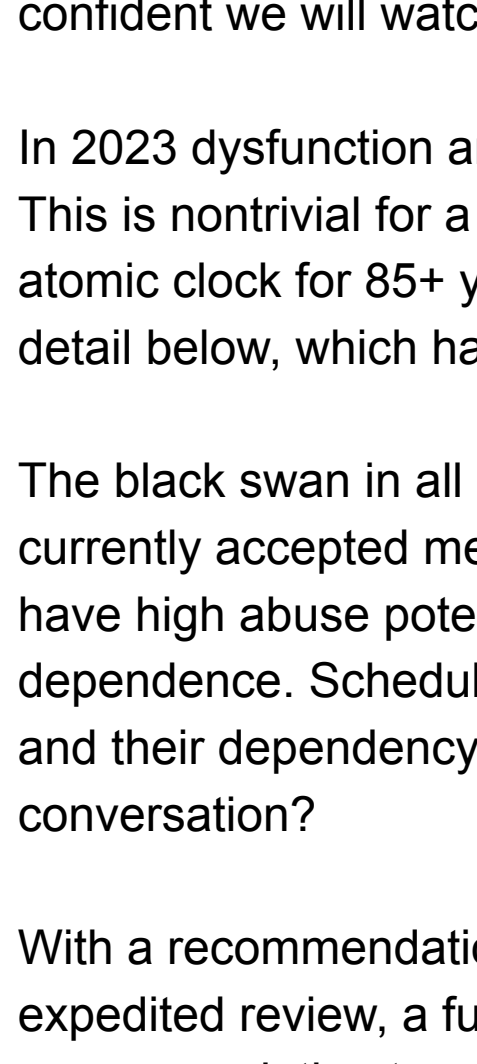 confident we will watc
In 2023 dysfunction a
This is nontrivial for a
atomic clock for 85+ y
detail below, which ha
The black swan in all
currently accepted me
have high abuse pote
dependence. Schedul
and their dependency
conversation?
With a recommendatio
expedited review, a fu